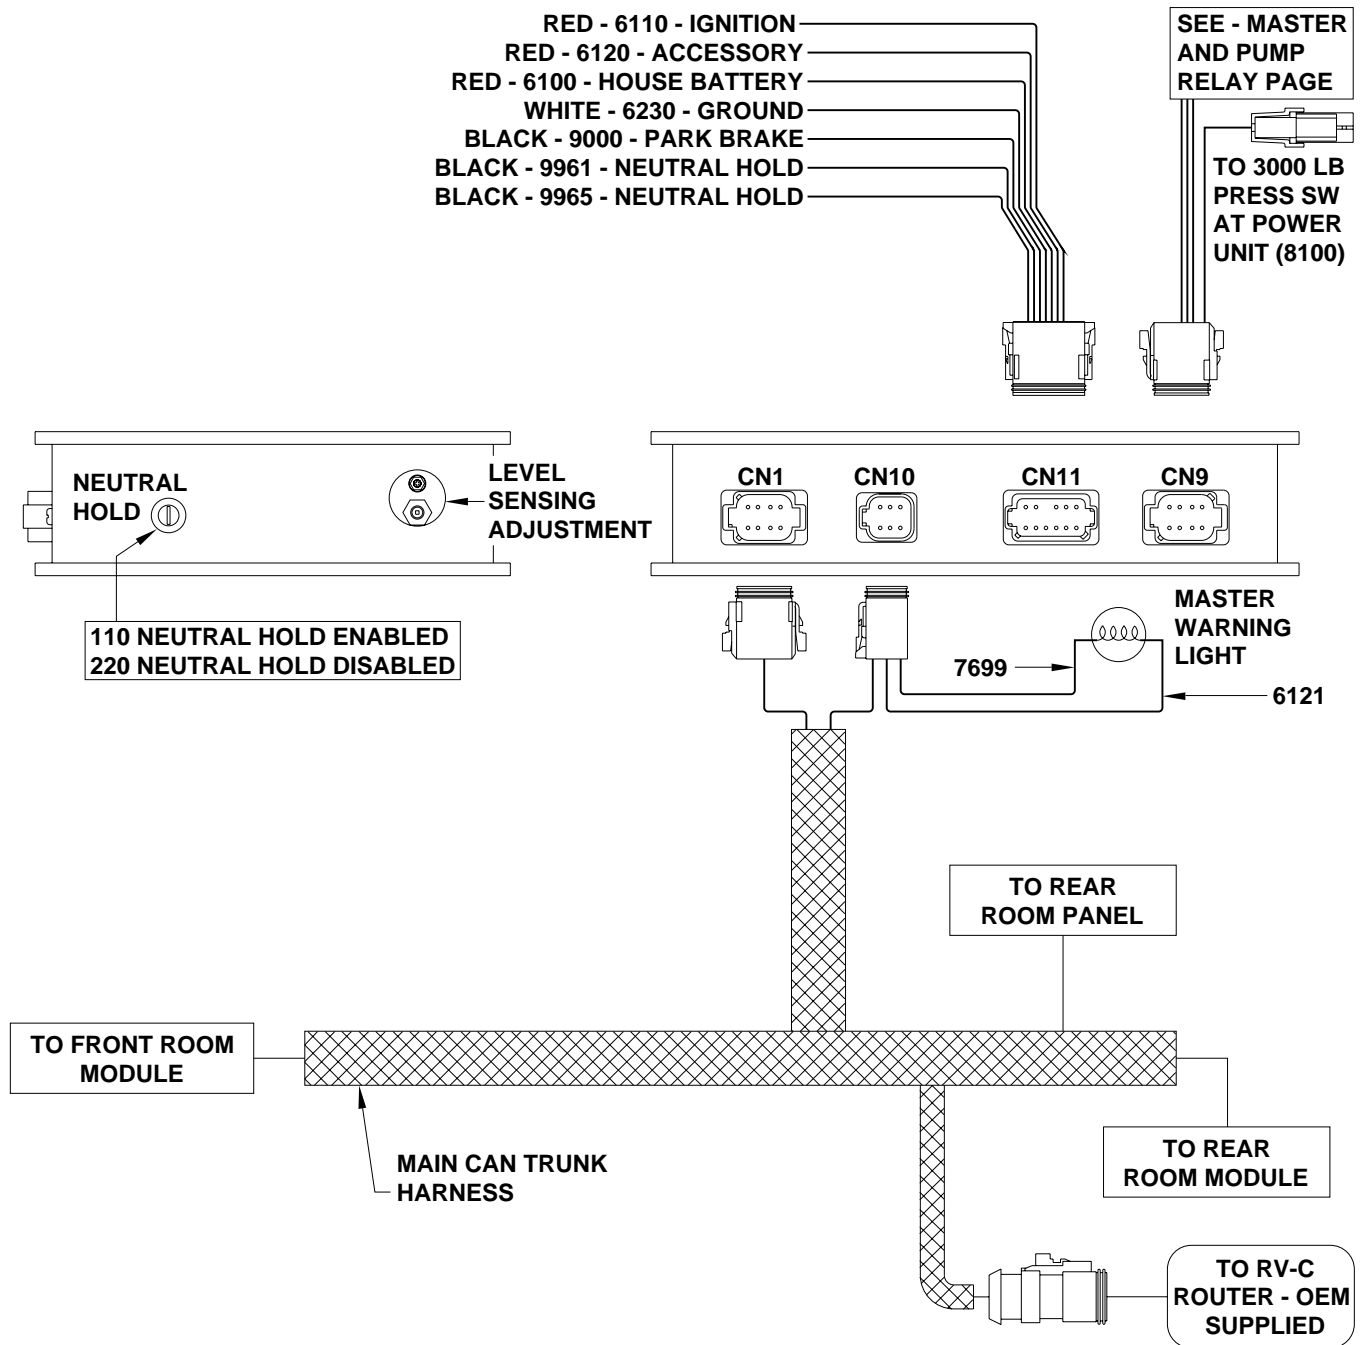 RED - 6110 - IGNITION
RED - 6120 - ACCESSORY
RED - 6100 - HOUSE BATTERY
WHITE - 6230 - GROUND
BLACK - 9000 - PARK BRAKE
BLACK - 9961 - NEUTRAL HOLD
BLACK - 9965 - NEUTRAL HOLD
SEE - MASTER
AND PUMP
RELAY PAGE
TO 3000 LB
PRESS SW
AT POWER
UNIT (8100)
NEUTRAL
HOLD
LEVEL
SENSING
ADJUSTMENT
110 NEUTRAL HOLD ENABLED
220 NEUTRAL HOLD DISABLED
CN1
CN10
CN11
CN9
MASTER
WARNING
LIGHT
7699
6121
TO REAR
ROOM PANEL
TO FRONT ROOM
MODULE
MAIN CAN TRUNK
HARNESS
TO REAR
ROOM MODULE
TO RV-C
ROUTER - OEM
SUPPLIED